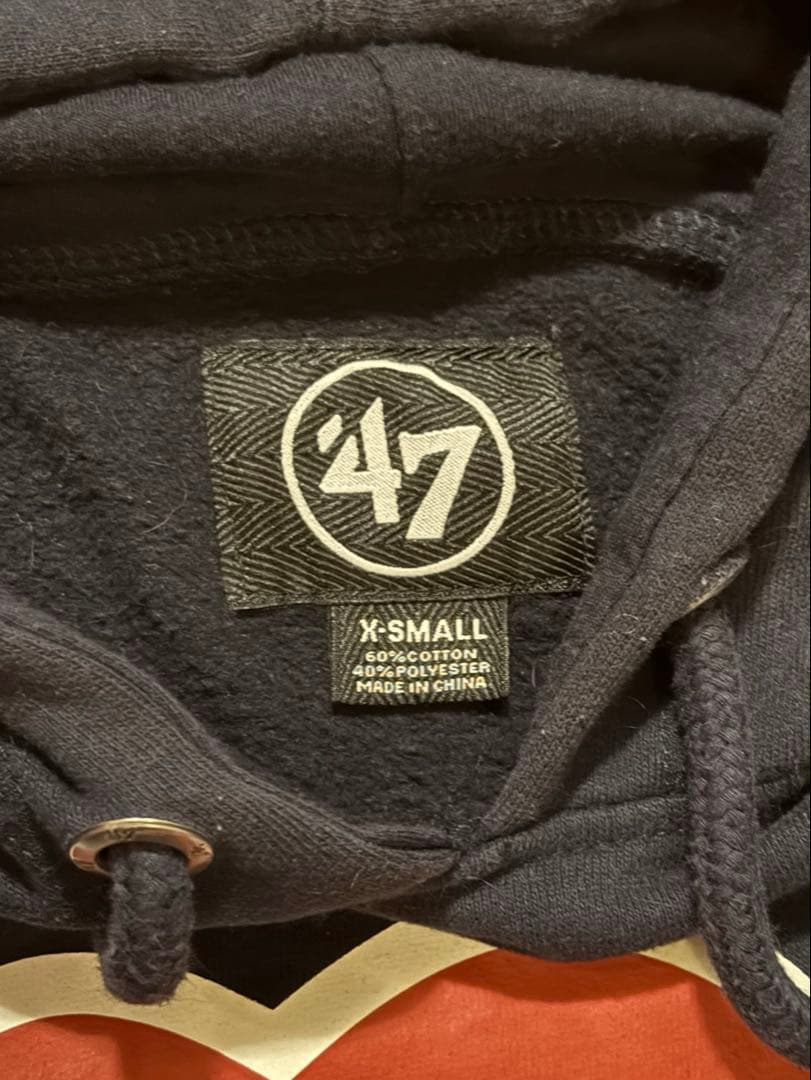 '47
X-SMALL
60%COTTON
40%POLYESTER
MADE IN CHINA